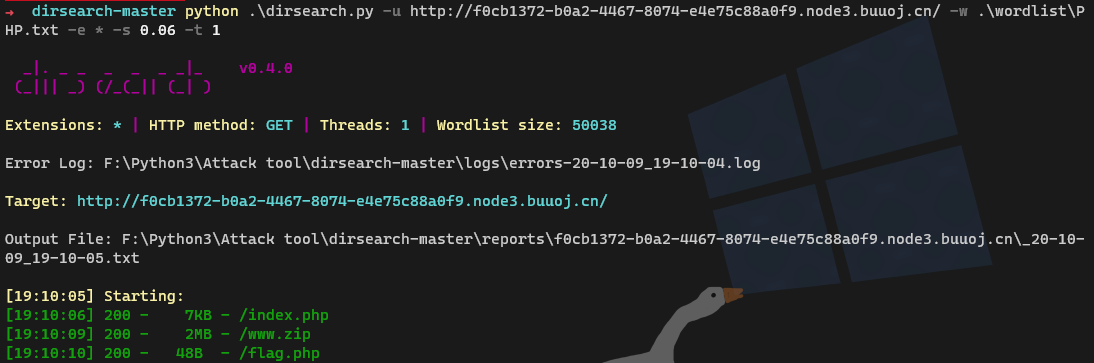 → dirsearch-master python .\dirsearch.py -u http://f0cb1372-b0a2-4467-8074-e4e75c88a0f9.node3.buuoj.cn/ -w .\wordlist\P
HP.txt -e * -s 0.06 -t 1
  _|. _ _  _  _  _ _|_    v0.4.0
 (_||| _) (/_(_|| (_| )
Extensions: * | HTTP method: GET | Threads: 1 | Wordlist size: 50038
Error Log: F:\Python3\Attack tool\dirsearch-master\logs\errors-20-10-09_19-10-04.log
Target: http://f0cb1372-b0a2-4467-8074-e4e75c88a0f9.node3.buuoj.cn/
Output File: F:\Python3\Attack tool\dirsearch-master\reports\f0cb1372-b0a2-4467-8074-e4e75c88a0f9.node3.buuoj.cn\_20-10-
09_19-10-05.txt
[19:10:05] Starting:
[19:10:06] 200 -    7KB - /index.php
[19:10:09] 200 -    2MB - /www.zip
[19:10:10] 200 -   48B  - /flag.php